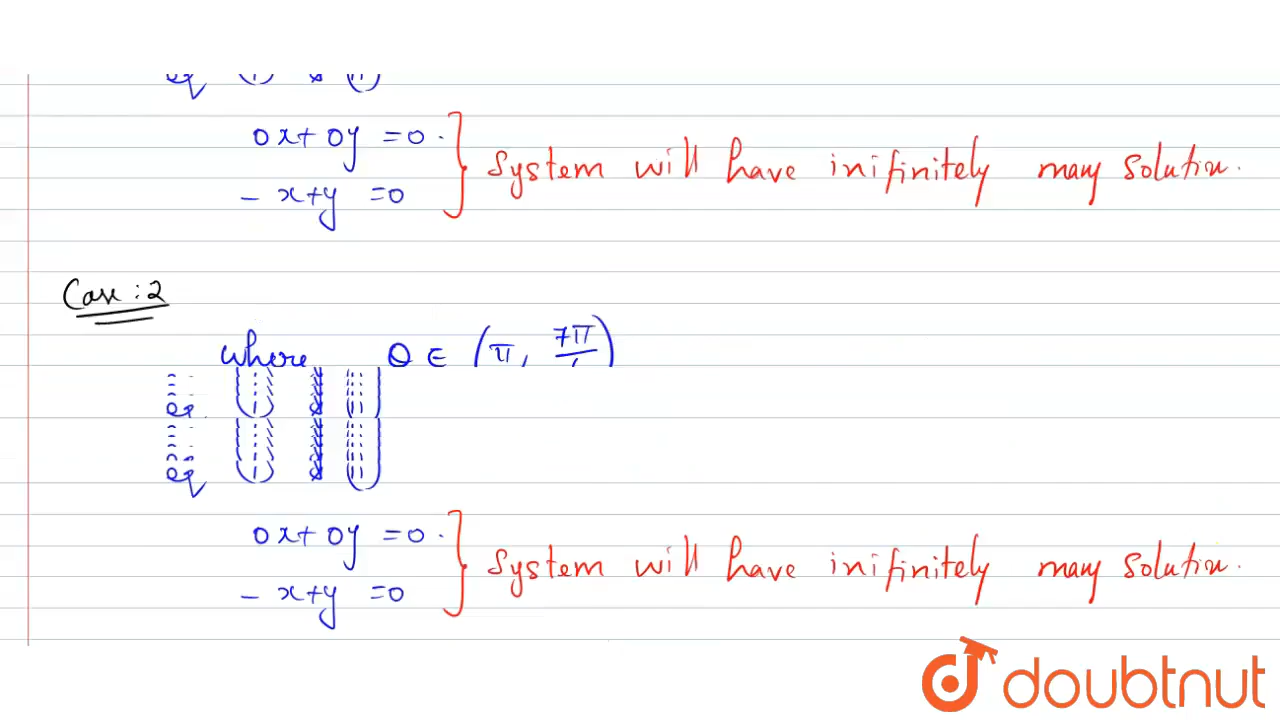 0x + 0y = 0.
- x + y = 0
System will have inifinitely many solution.
Case : 2
where θ ∈ (π, 7π
eq
0x + 0y = 0.
- x + y = 0
System will have inifinitely many solution.
doubtnut